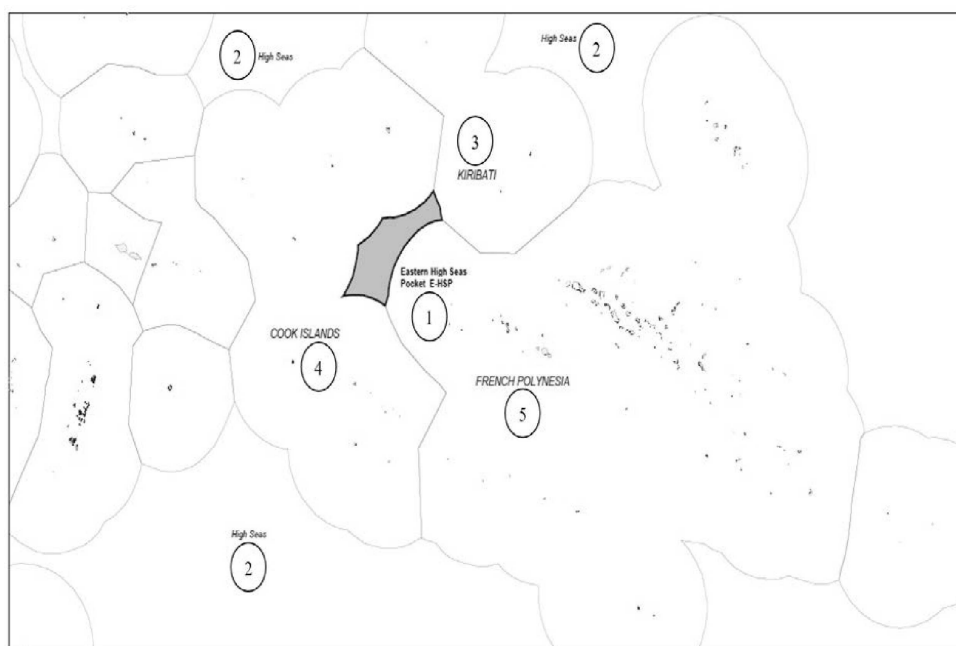 2 High Seas
High Seas 2
3
KIRIBATI
Eastern High Seas
Pocket E-HSP
1
COOK ISLANDS
4
FRENCH POLYNESIA
5
High Seas
2